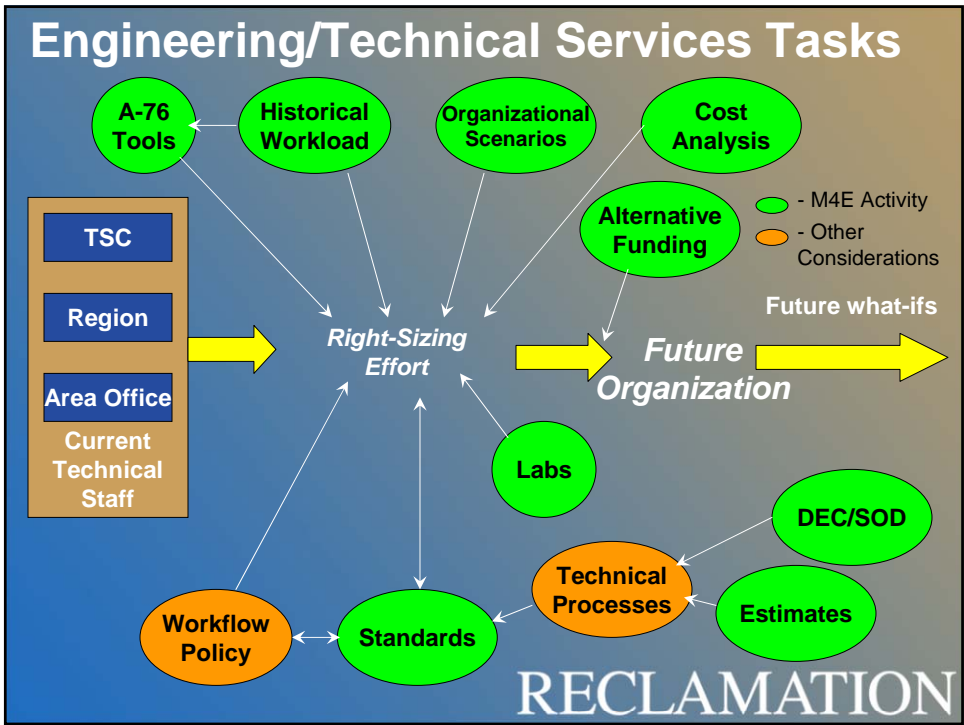 Engineering/Technical Services Tasks
A-76
Tools
Historical
Workload
Organizational
Scenarios
Cost
Analysis
Alternative
Funding
- M4E Activity
- Other
Considerations
TSC
Region
Area Office
Current
Technical
Staff
Right-Sizing
Effort
Future
Organization
Future what-ifs
Labs
DEC/SOD
Technical
Processes
Estimates
Workflow
Policy
Standards
RECLAMATION